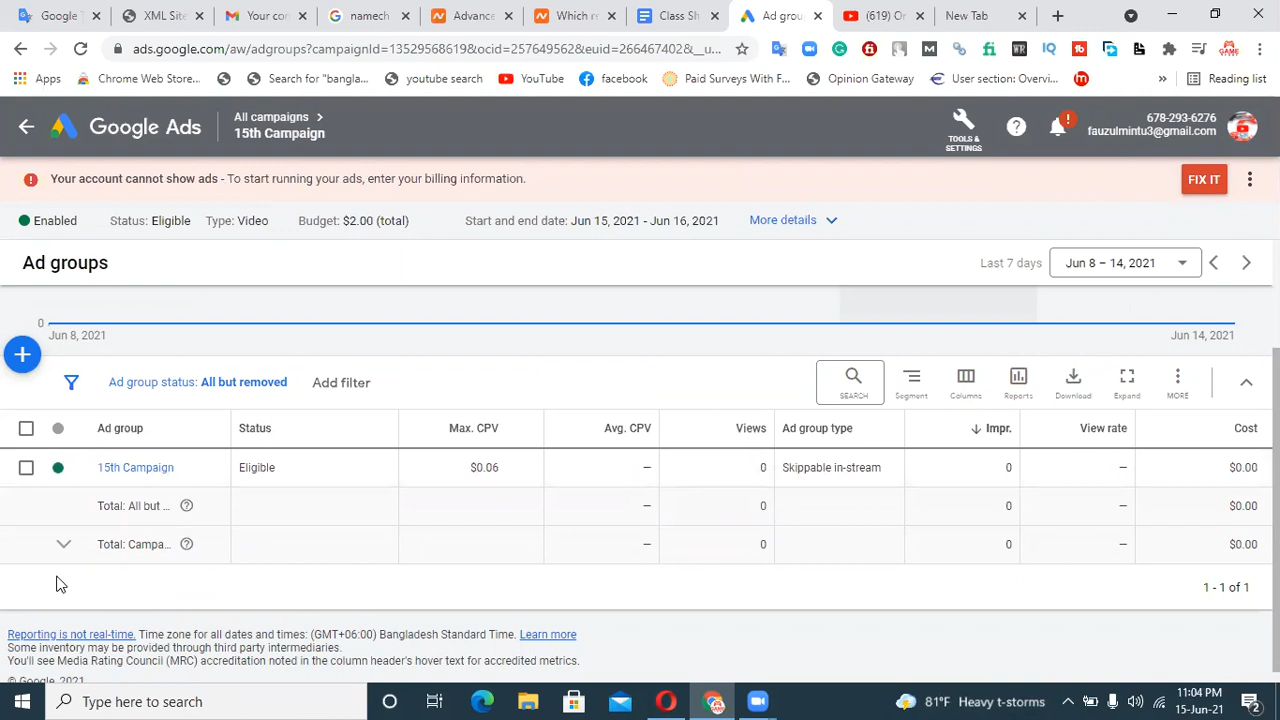 Goog
XML Site
Your con
namech
Advance
Which re
Class Sh
Ad group
(619) Or
New Tab
ads.google.com/aw/adgroups?campaignId=13529568619&ocid=257649562&euid=266467402&__u...
Apps
Chrome Web Store...
Search for "bangla...
youtube search
YouTube
facebook
Paid Surveys With F...
Opinion Gateway
User section: Overvi...
»
Reading list
Google Ads
All campaigns
15th Campaign
TOOLS & SETTINGS
678-293-6276
fauzulmintu3@gmail.com
Your account cannot show ads - To start running your ads, enter your billing information.
FIX IT
Enabled Status: Eligible Type: Video Budget: $2.00 (total) Start and end date: Jun 15, 2021 - Jun 16, 2021 More details
Ad groups
Last 7 days
Jun 8 – 14, 2021
0
Jun 8, 2021
Jun 14, 2021
Ad group status: All but removed
Add filter
SEARCH
Segment
Columns
Reports
Download
Expand
MORE
Ad group Status Max. CPV Avg. CPV Views Ad group type Impr. View rate Cost
15th Campaign Eligible $0.06 – 0 Skippable in-stream 0 – $0.00
Total: All but ... – 0 0 – $0.00
Total: Campa... – 0 0 – $0.00
1 - 1 of 1
Reporting is not real-time. Time zone for all dates and times: (GMT+06:00) Bangladesh Standard Time. Learn more
Some inventory may be provided through third party intermediaries.
You'll see Media Rating Council (MRC) accreditation noted in the column header's hover text for accredited metrics.
© Google, 2021
Type here to search
81°F Heavy t-storms
11:04 PM
15-Jun-21
2